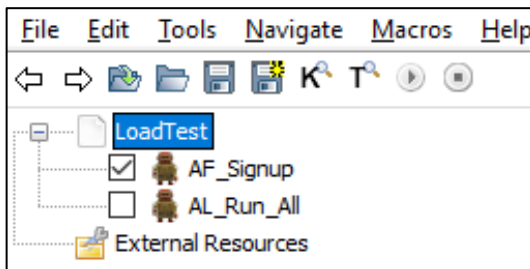 File Edit Tools Navigate Macros Help
K T
LoadTest
AF_Signup
AL_Run_All
External Resources